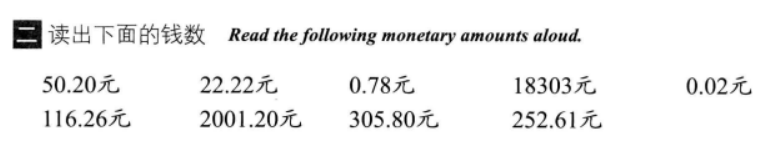 二 读出下面的钱数 Read the following monetary amounts aloud.
50.20元 22.22元 0.78元 18303元 0.02元
116.26元 2001.20元 305.80元 252.61元